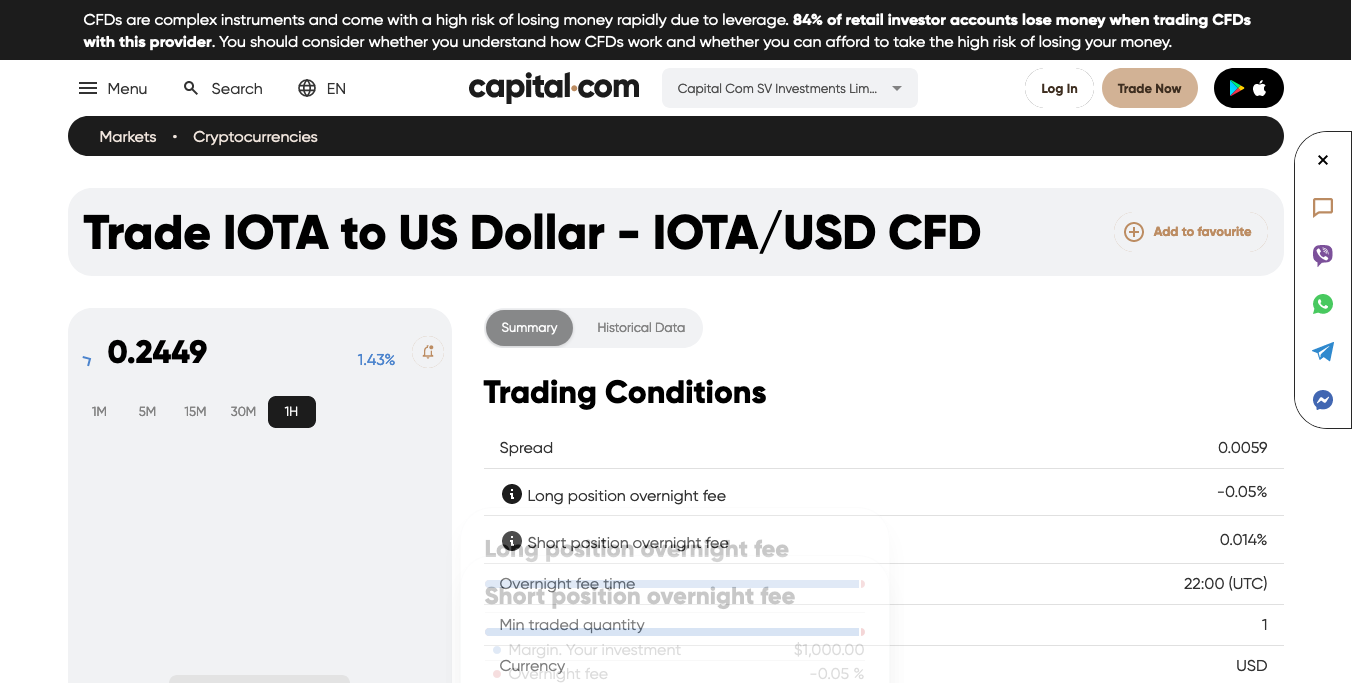 CFDs are complex instruments and come with a high risk of losing money rapidly due to leverage. 84% of retail investor accounts lose money when trading CFDs
with this provider. You should consider whether you understand how CFDs work and whether you can afford to take the high risk of losing your money.
Menu Search EN capital.com Capital Com SV Investments Lim... Log In Trade Now
Markets • Cryptocurrencies
Trade IOTA to US Dollar - IOTA/USD CFD
Add to favourite
0.2449 1.43%
1M 5M 15M 30M 1H
Summary Historical Data
Trading Conditions
Spread 0.0059
Long position overnight fee -0.05%
Short position overnight fee 0.014%
Long position overnight fee
Overnight fee time 22:00 (UTC)
Short position overnight fee
Min traded quantity 1
Margin. Your investment $1,000.00
Currency USD
Overnight fee -0.05 %